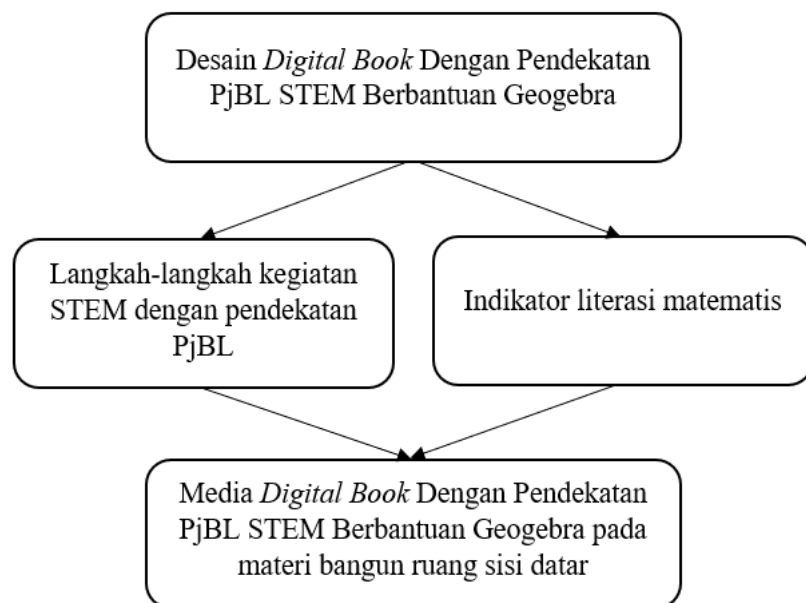 Desain Digital Book Dengan Pendekatan
PjBL STEM Berbantuan Geogebra
Langkah-langkah kegiatan
STEM dengan pendekatan
PjBL
Indikator literasi matematis
Media Digital Book Dengan Pendekatan
PjBL STEM Berbantuan Geogebra pada
materi bangun ruang sisi datar